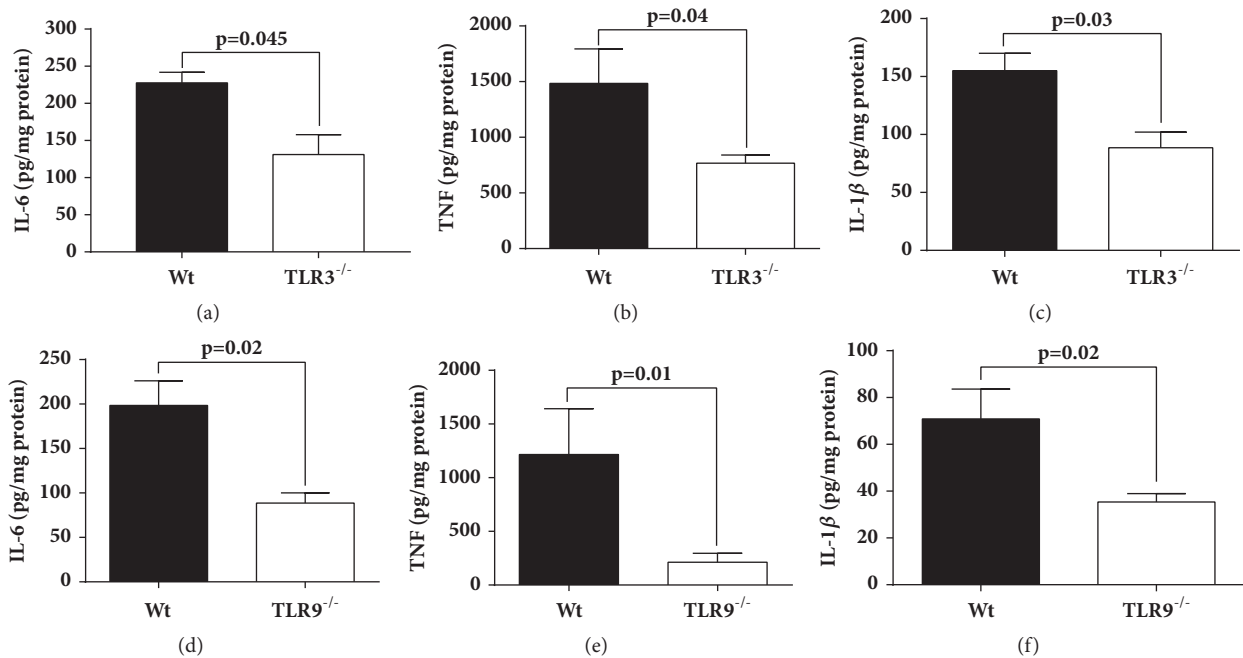 IL-6 (pg/mg protein)
300
250
200
150
100
50
0
p=0.045
Wt
TLR3-/-
(a)
TNF (pg/mg protein)
2000
1500
1000
500
0
p=0.04
Wt
TLR3-/-
(b)
IL-1β (pg/mg protein)
200
150
100
50
0
p=0.03
Wt
TLR3-/-
(c)
IL-6 (pg/mg protein)
250
200
150
100
50
0
p=0.02
Wt
TLR9-/-
(d)
TNF (pg/mg protein)
2000
1500
1000
500
0
p=0.01
Wt
TLR9-/-
(e)
IL-1β (pg/mg protein)
100
80
60
40
20
0
p=0.02
Wt
TLR9-/-
(f)